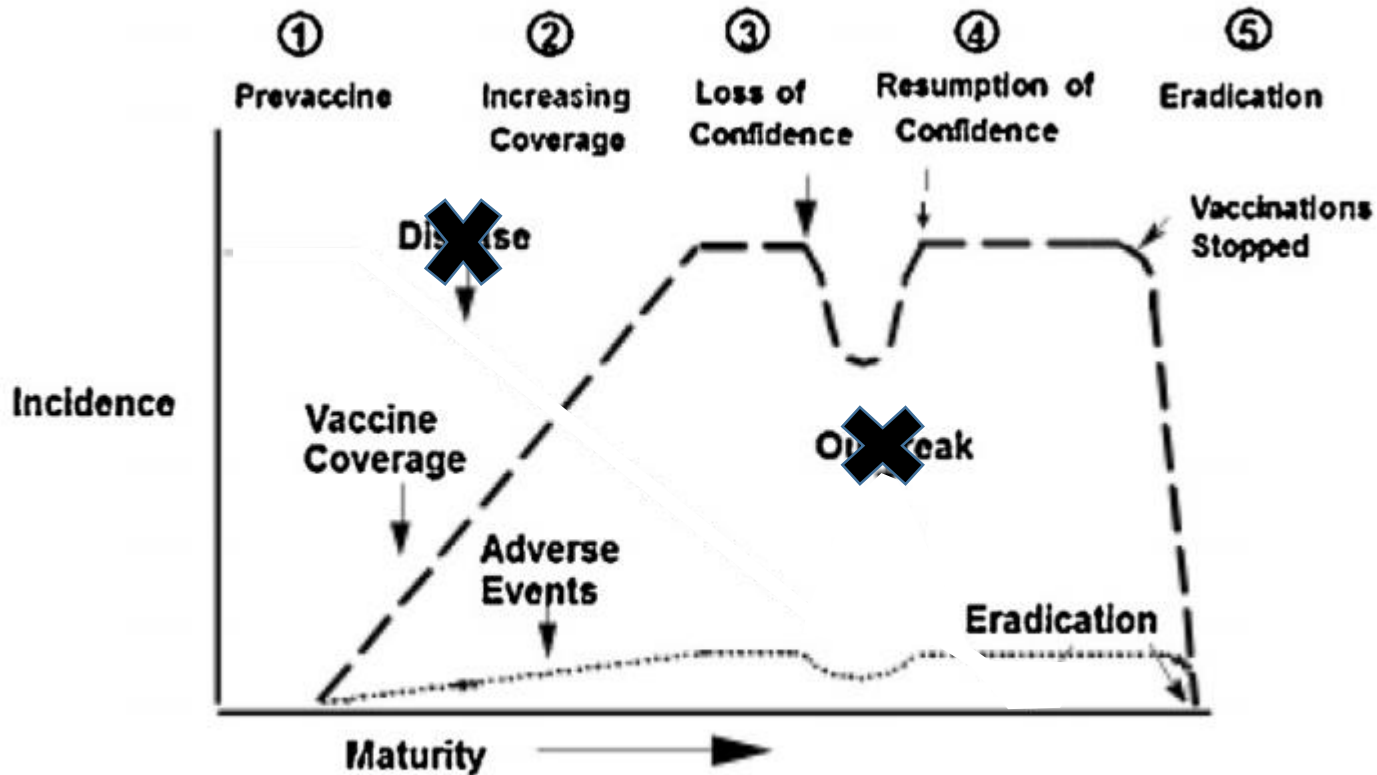 ①
②
③
④
⑤
Prevaccine
Increasing
Coverage
Loss of
Confidence
Resumption of
Confidence
Eradication
Vaccinations
Stopped
Incidence
Vaccine
Coverage
Adverse
Events
Eradication
Maturity